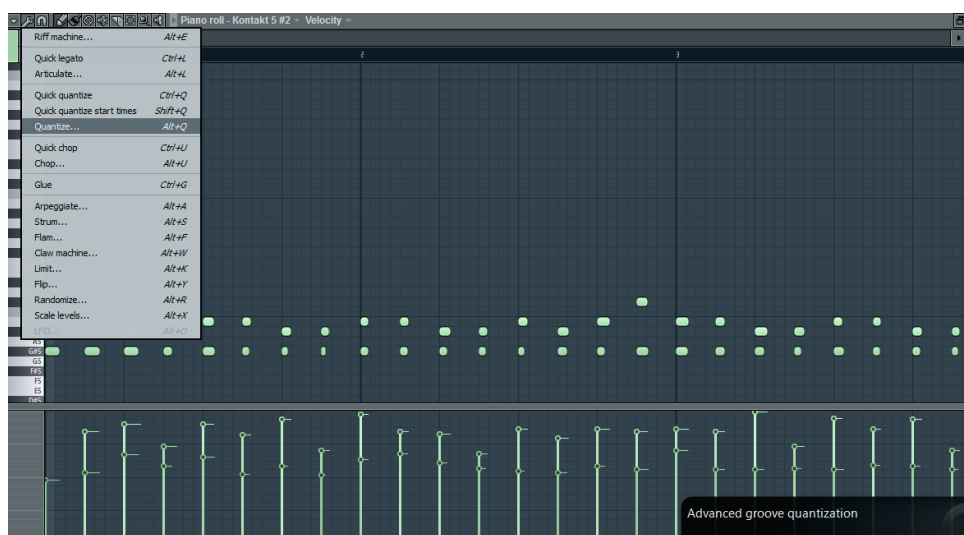 Piano roll - Kontakt 5 #2 Velocity
Riff machine... Alt+E
2
3
Quick legato Ctrl+L
Articulate... Alt+L
Quick quantize Ctrl+Q
Quick quantize start times Shift+Q
Quantize... Alt+Q
Quick chop Ctrl+U
Chop... Alt+U
Glue Ctrl+G
Arpeggiate... Alt+A
Strum... Alt+S
Flam... Alt+F
Claw machine... Alt+W
Limit... Alt+K
Flip... Alt+Y
Randomize... Alt+R
Scale levels... Alt+X
LFO... Alt+O
A5
G#5
G5
F#5
F5
E5
D#5
Advanced groove quantization